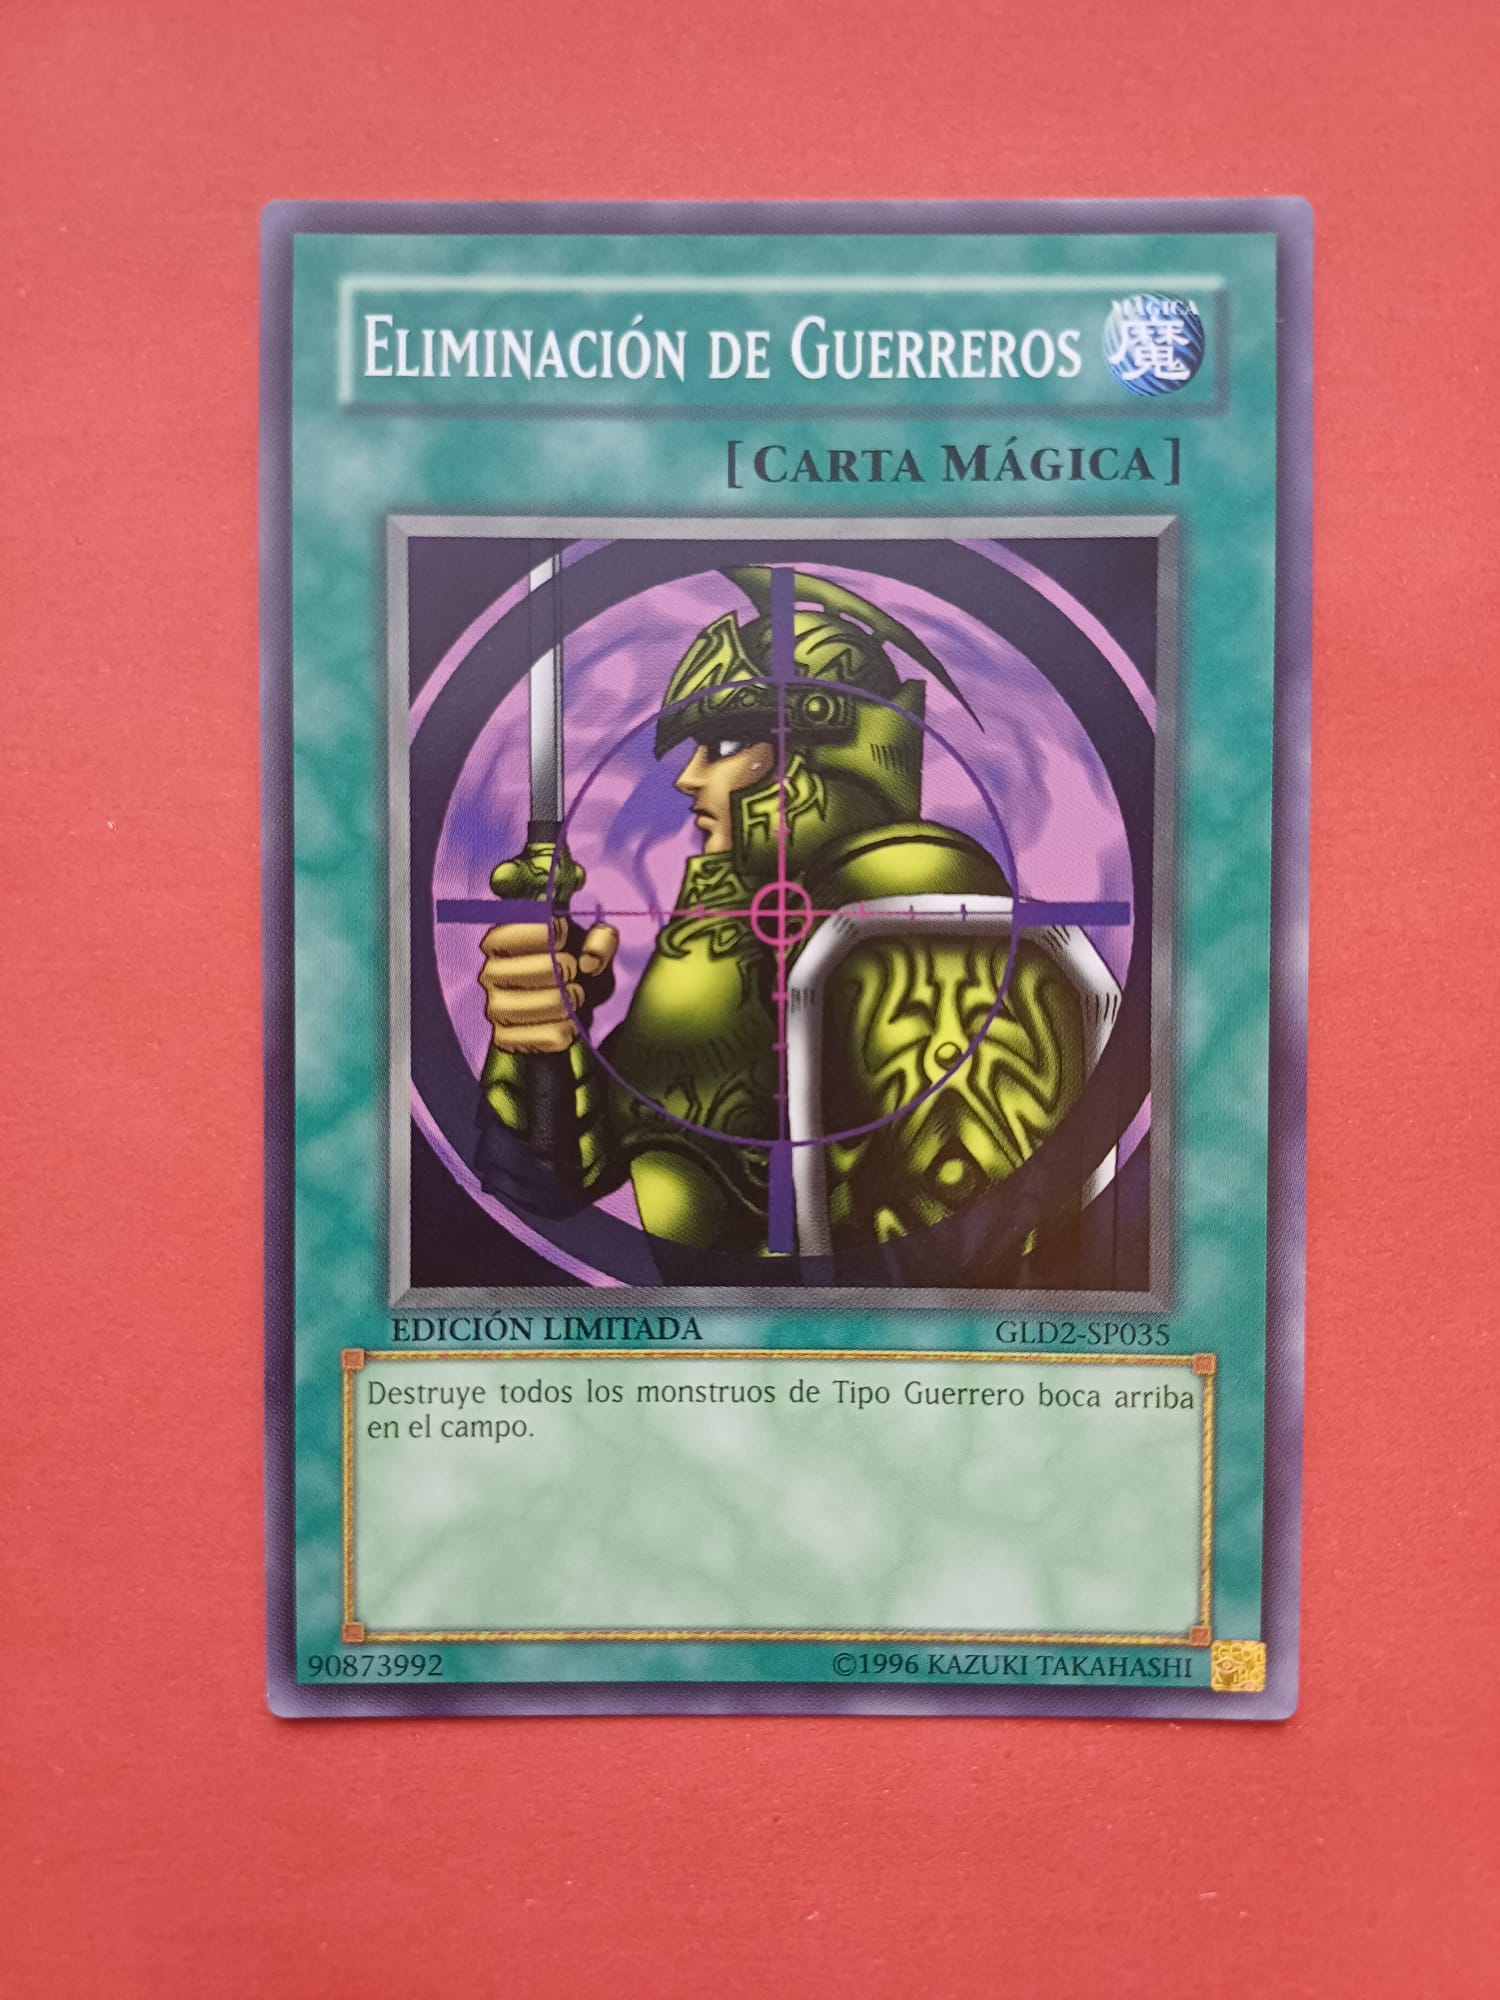 ELIMINACIÓN DE GUERREROS
MÁGICA
魔
[CARTA MÁGICA]
EDICIÓN LIMITADA
GLD2-SP035
Destruye todos los monstruos de Tipo Guerrero boca arriba
en el campo.
90873992
©1996 KAZUKI TAKAHASHI